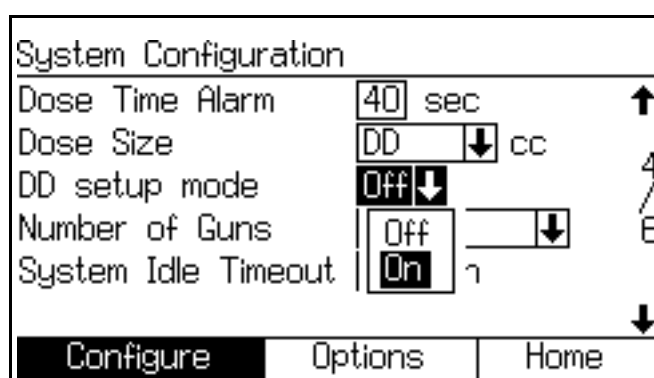 System Configuration
Dose Time Alarm 40 sec
Dose Size DD cc
DD setup mode Off
Number of Guns
Off
System Idle Timeout
On
4/
Configure Options Home